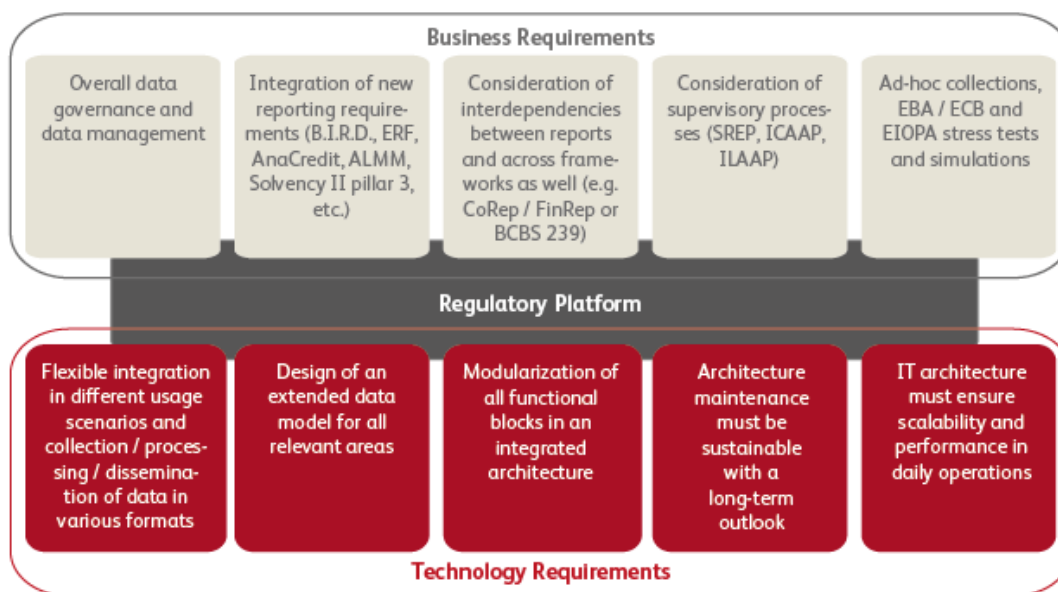 Business Requirements
Overall data
governance and
data management
Integration of new
reporting require-
ments (B.I.R.D., ERF,
AnaCredit, ALMM,
Solvency II pillar 3,
etc.)
Consideration of
interdependencies
between reports
and across frame-
works as well (e.g.
CoRep / FinRep or
BCBS 239)
Consideration of
supervisory proces-
ses (SREP, ICAAP,
ILAAP)
Ad-hoc collections,
EBA / ECB and
EIOPA stress tests
and simulations
Regulatory Platform
Flexible integration
in different usage
scenarios and
collection / proces-
sing / dissemina-
tion of data in
various formats
Design of an
extended data
model for all
relevant areas
Modularization of
all functional
blocks in an
integrated
architecture
Architecture
maintenance
must be
sustainable
with a
long-term
outlook
IT architecture
must ensure
scalability and
performance in
daily operations
Technology Requirements